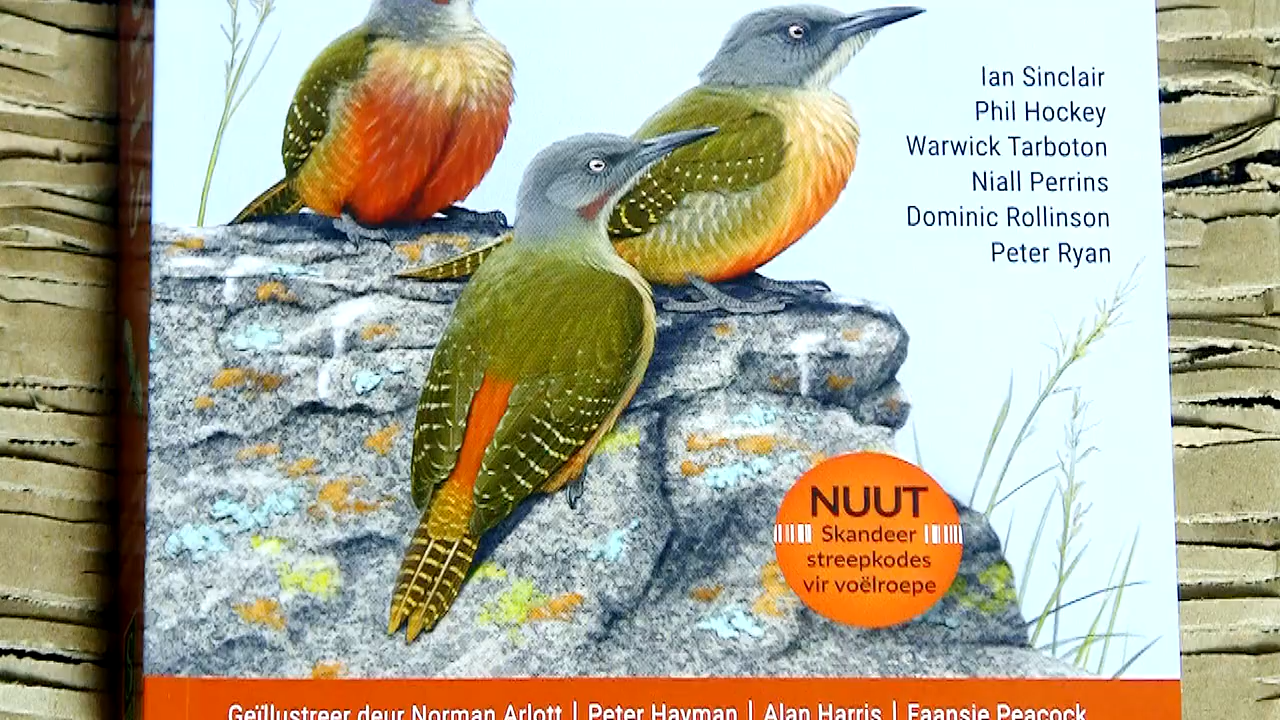 Ian Sinclair
Phil Hockey
Warwick Tarboton
Niall Perrins
Dominic Rollinson
Peter Ryan
NUUT
Skandeer
streepkodes
vir voëlroepe
Geïllustreer deur Norman Arlott | Peter Hayman | Alan Harris | Faansie Peacock